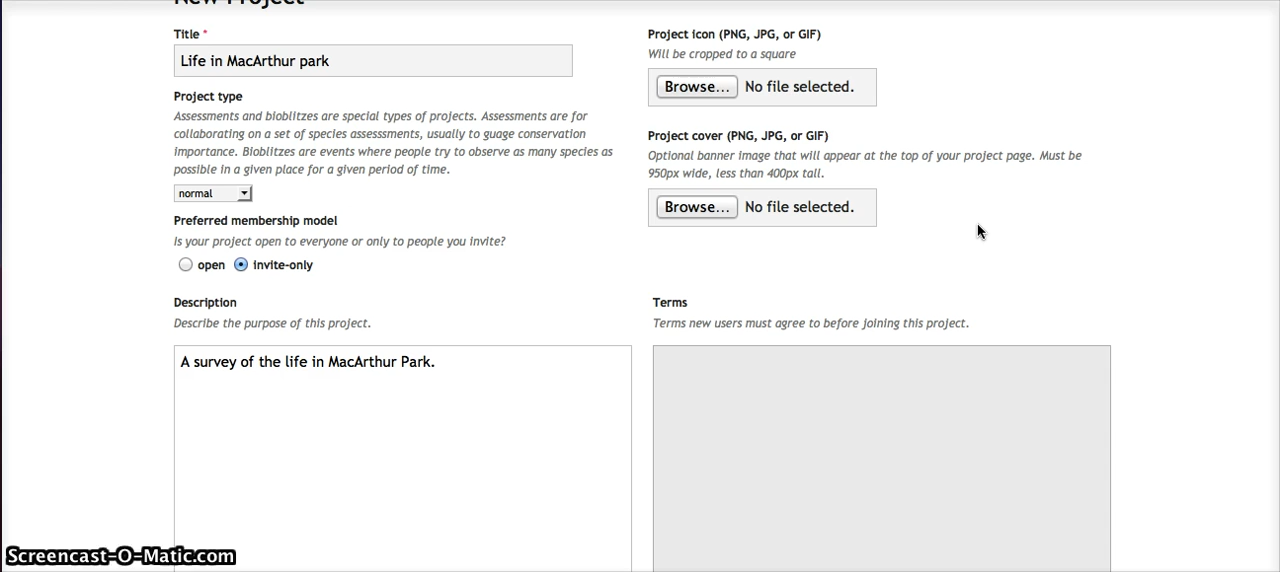 New Project
Title *
Life in MacArthur park
Project type
Assessments and bioblitzes are special types of projects. Assessments are for
collaborating on a set of species assesssments, usually to guage conservation
importance. Bioblitzes are events where people try to observe as many species as
possible in a given place for a given period of time.
normal
Preferred membership model
Is your project open to everyone or only to people you invite?
open invite-only
Description
Describe the purpose of this project.
A survey of the life in MacArthur Park.
Project icon (PNG, JPG, or GIF)
Will be cropped to a square
Browse... No file selected.
Project cover (PNG, JPG, or GIF)
Optional banner image that will appear at the top of your project page. Must be
950px wide, less than 400px tall.
Browse... No file selected.
Terms
Terms new users must agree to before joining this project.
Screencast-O-Matic.com